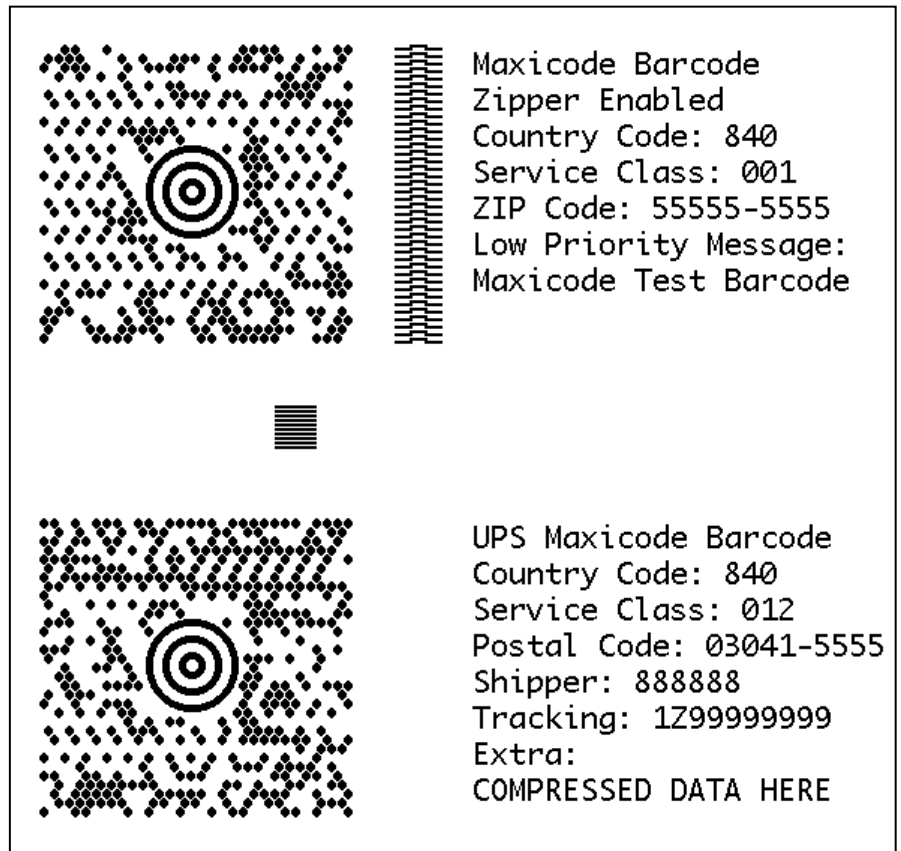 Maxicode Barcode
Zipper Enabled
Country Code: 840
Service Class: 001
ZIP Code: 55555-5555
Low Priority Message:
Maxicode Test Barcode
UPS Maxicode Barcode
Country Code: 840
Service Class: 012
Postal Code: 03041-5555
Shipper: 888888
Tracking: 1Z99999999
Extra:
COMPRESSED DATA HERE